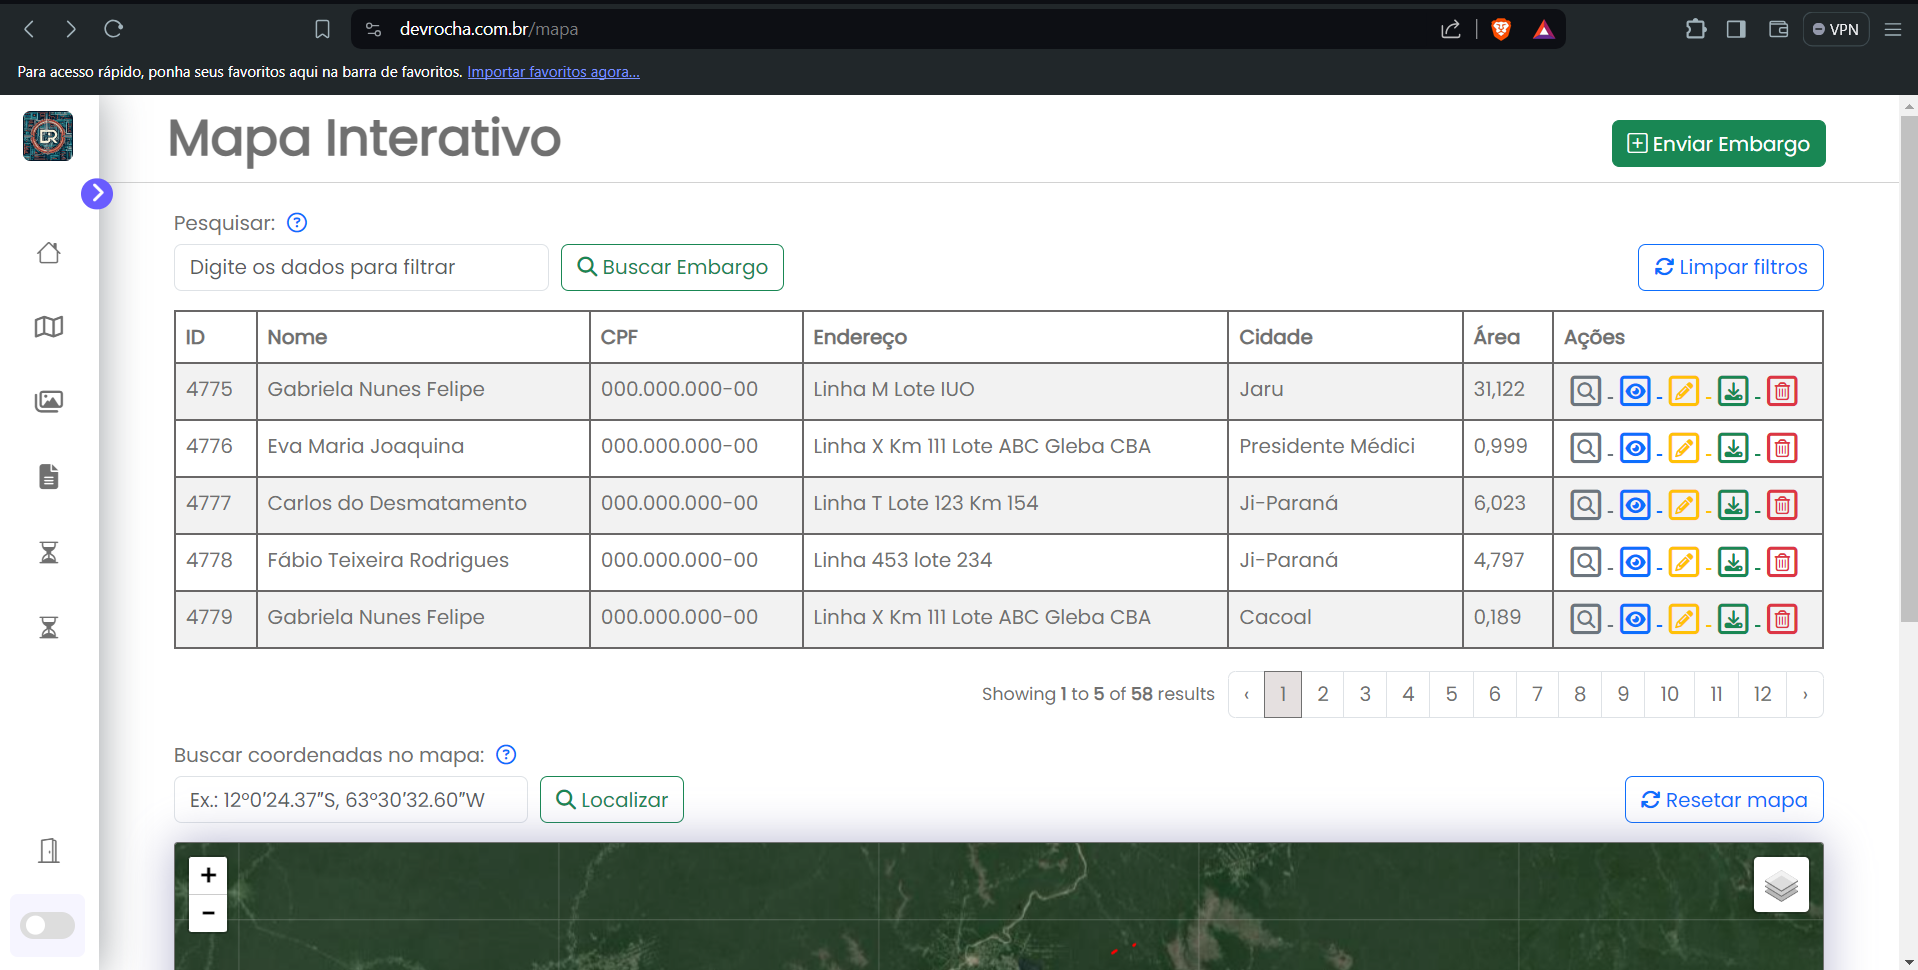 devrocha.com.br/mapa
VPN
Para acesso rápido, ponha seus favoritos aqui na barra de favoritos. Importar favoritos agora...
DR
Mapa Interativo
Enviar Embargo
Pesquisar: ?
Digite os dados para filtrar Buscar Embargo Limpar filtros
ID Nome CPF Endereço Cidade Área Ações
4775 Gabriela Nunes Felipe 000.000.000-00 Linha M Lote IUO Jaru 31,122 - - - -
4776 Eva Maria Joaquina 000.000.000-00 Linha X Km 111 Lote ABC Gleba CBA Presidente Médici 0,999 - - - -
4777 Carlos do Desmatamento 000.000.000-00 Linha T Lote 123 Km 154 Ji-Paraná 6,023 - - - -
4778 Fábio Teixeira Rodrigues 000.000.000-00 Linha 453 lote 234 Ji-Paraná 4,797 - - - -
4779 Gabriela Nunes Felipe 000.000.000-00 Linha X Km 111 Lote ABC Gleba CBA Cacoal 0,189 - - - -
Showing 1 to 5 of 58 results ‹ 1 2 3 4 5 6 7 8 9 10 11 12 ›
Buscar coordenadas no mapa: ?
Ex.: 12°0′24.37″S, 63°30′32.60″W Localizar Resetar mapa
+
−